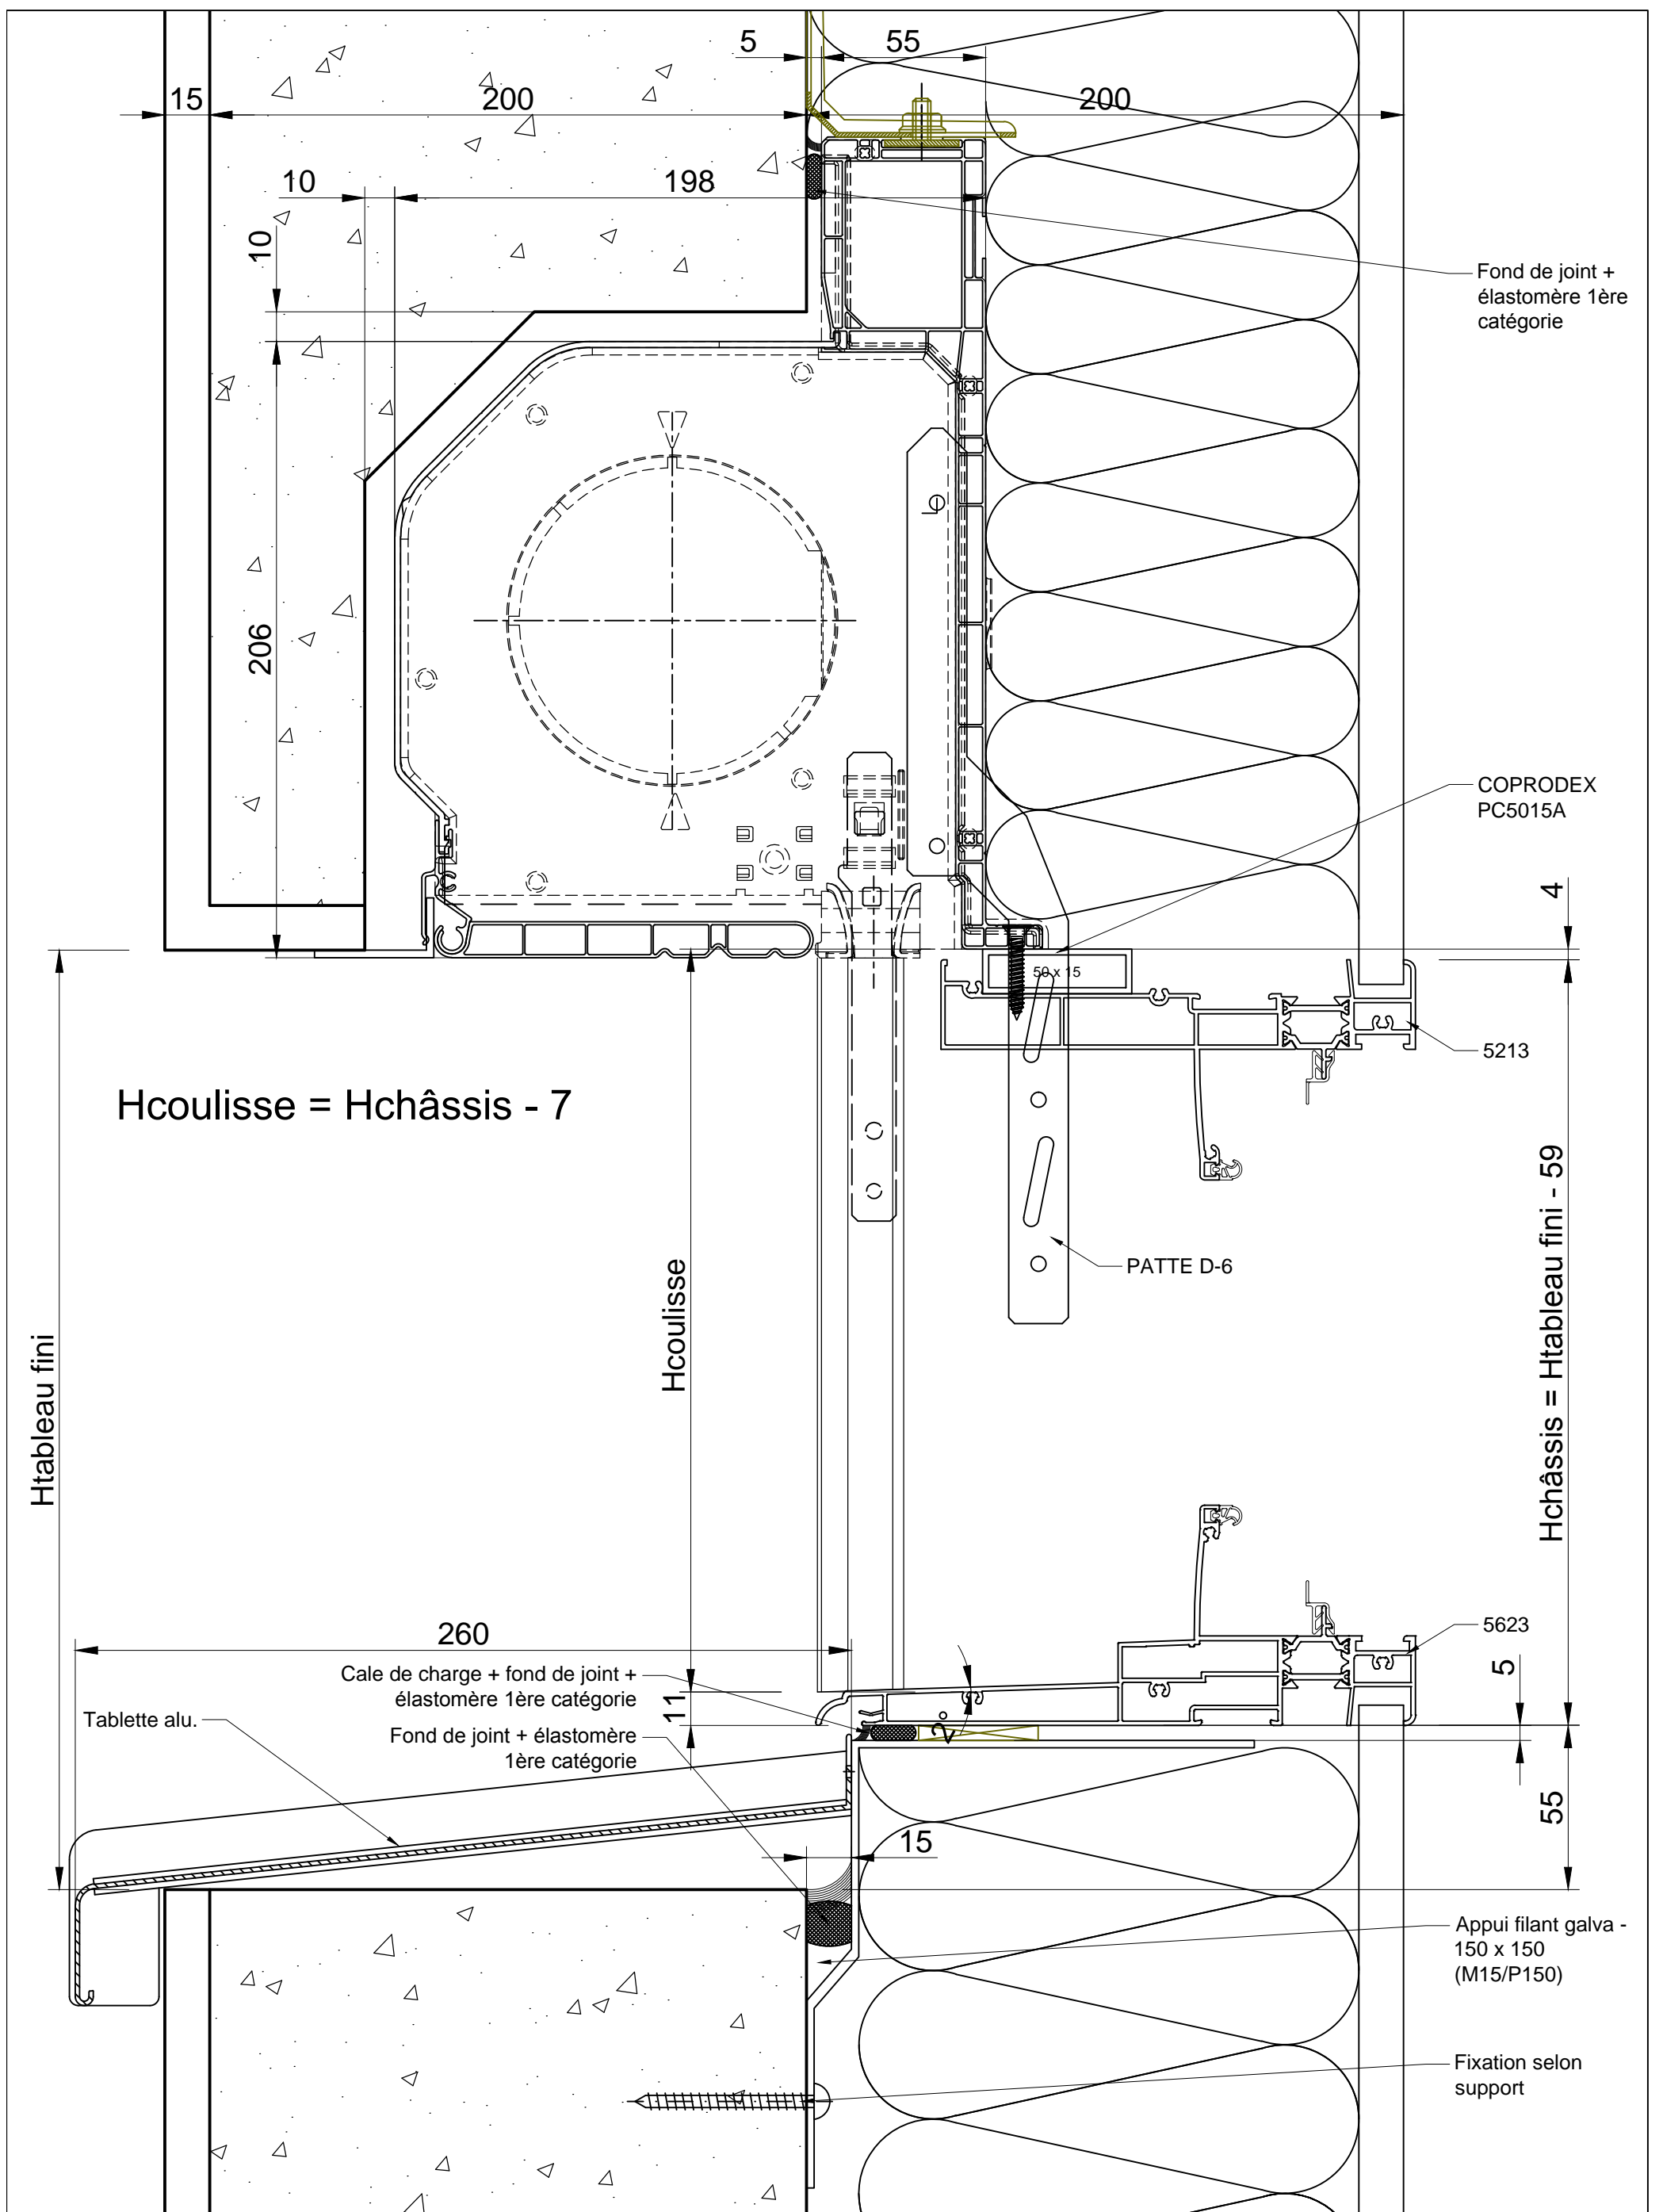 5
55
15
200
200
10
198
10
Fond de joint +
élastomère 1ère
catégorie
206
COPRODEX
PC5015A
4
50 x 15
5213
Hcoulisse = Hchâssis - 7
PATTE D-6
Htableau fini
Hcoulisse
Hchâssis = Htableau fini - 59
260
5623
Cale de charge + fond de joint +
élastomère 1ère catégorie
11
5
Tablette alu.
2°
Fond de joint + élastomère
1ère catégorie
55
15
Appui filant galva -
150 x 150
(M15/P150)
Fixation selon
support